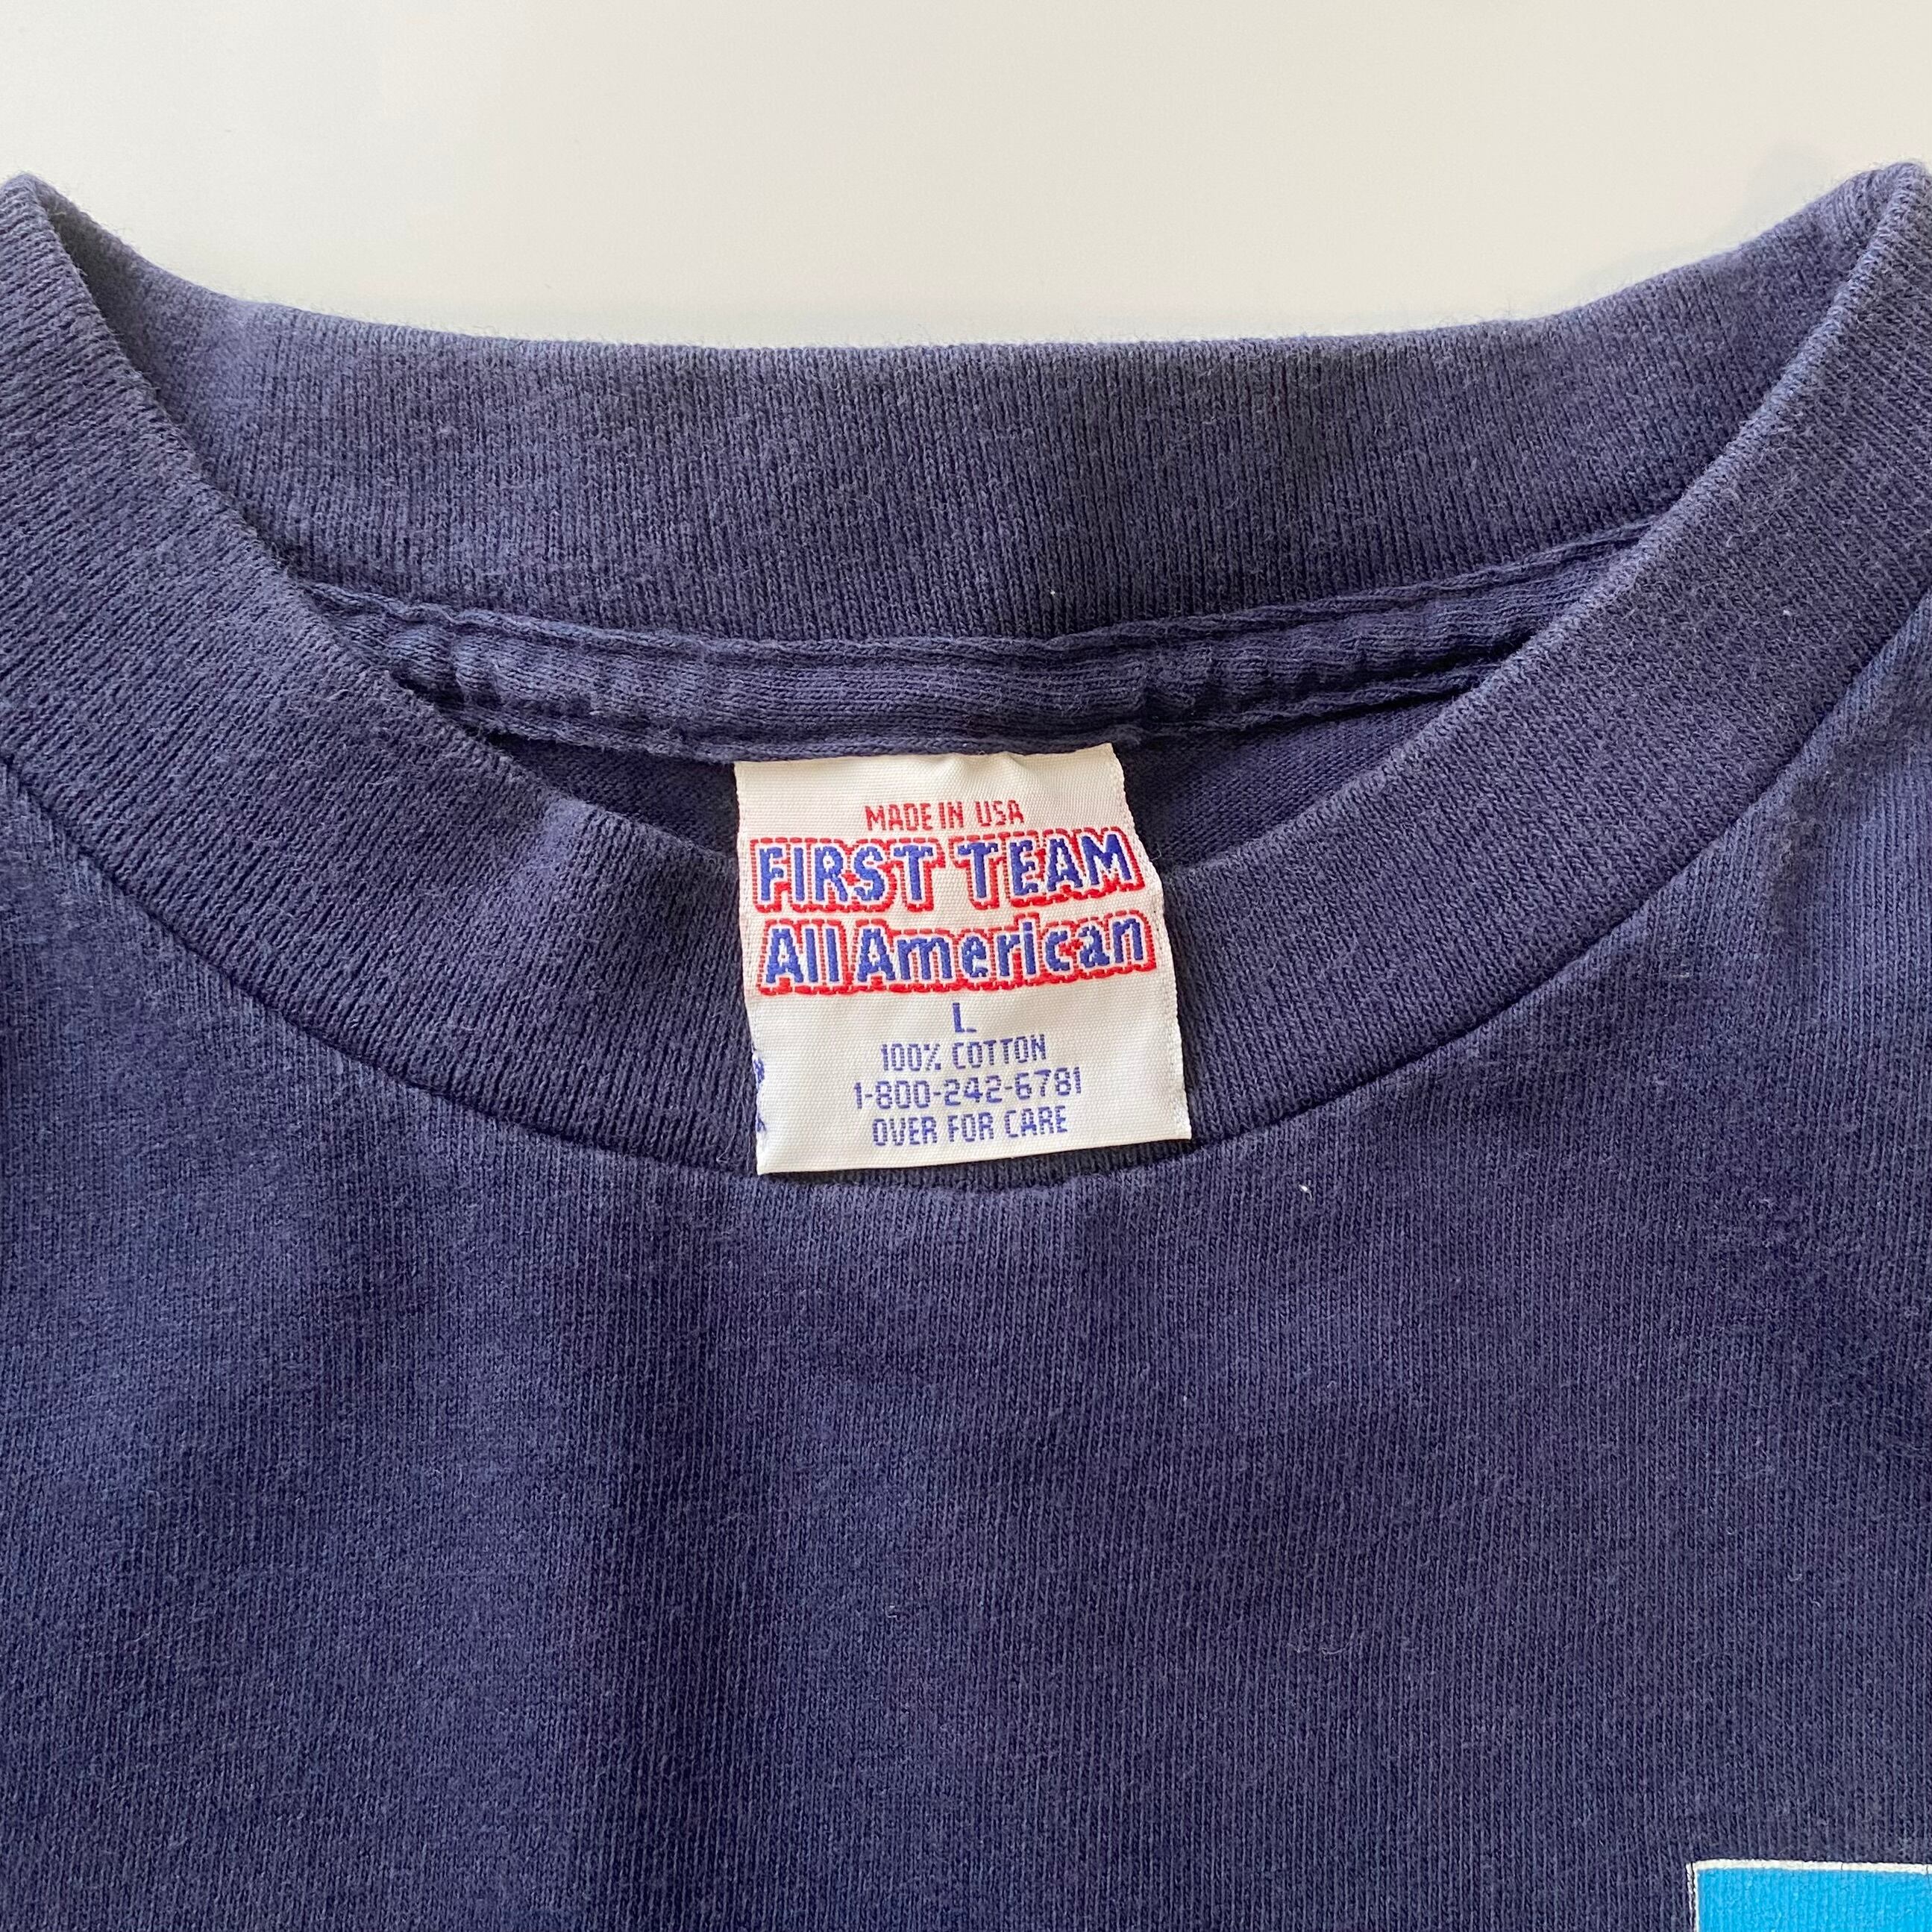 MADE IN USA
FIRST TEAM
All American
L
100% COTTON
1-800-242-6781
OVER FOR CARE